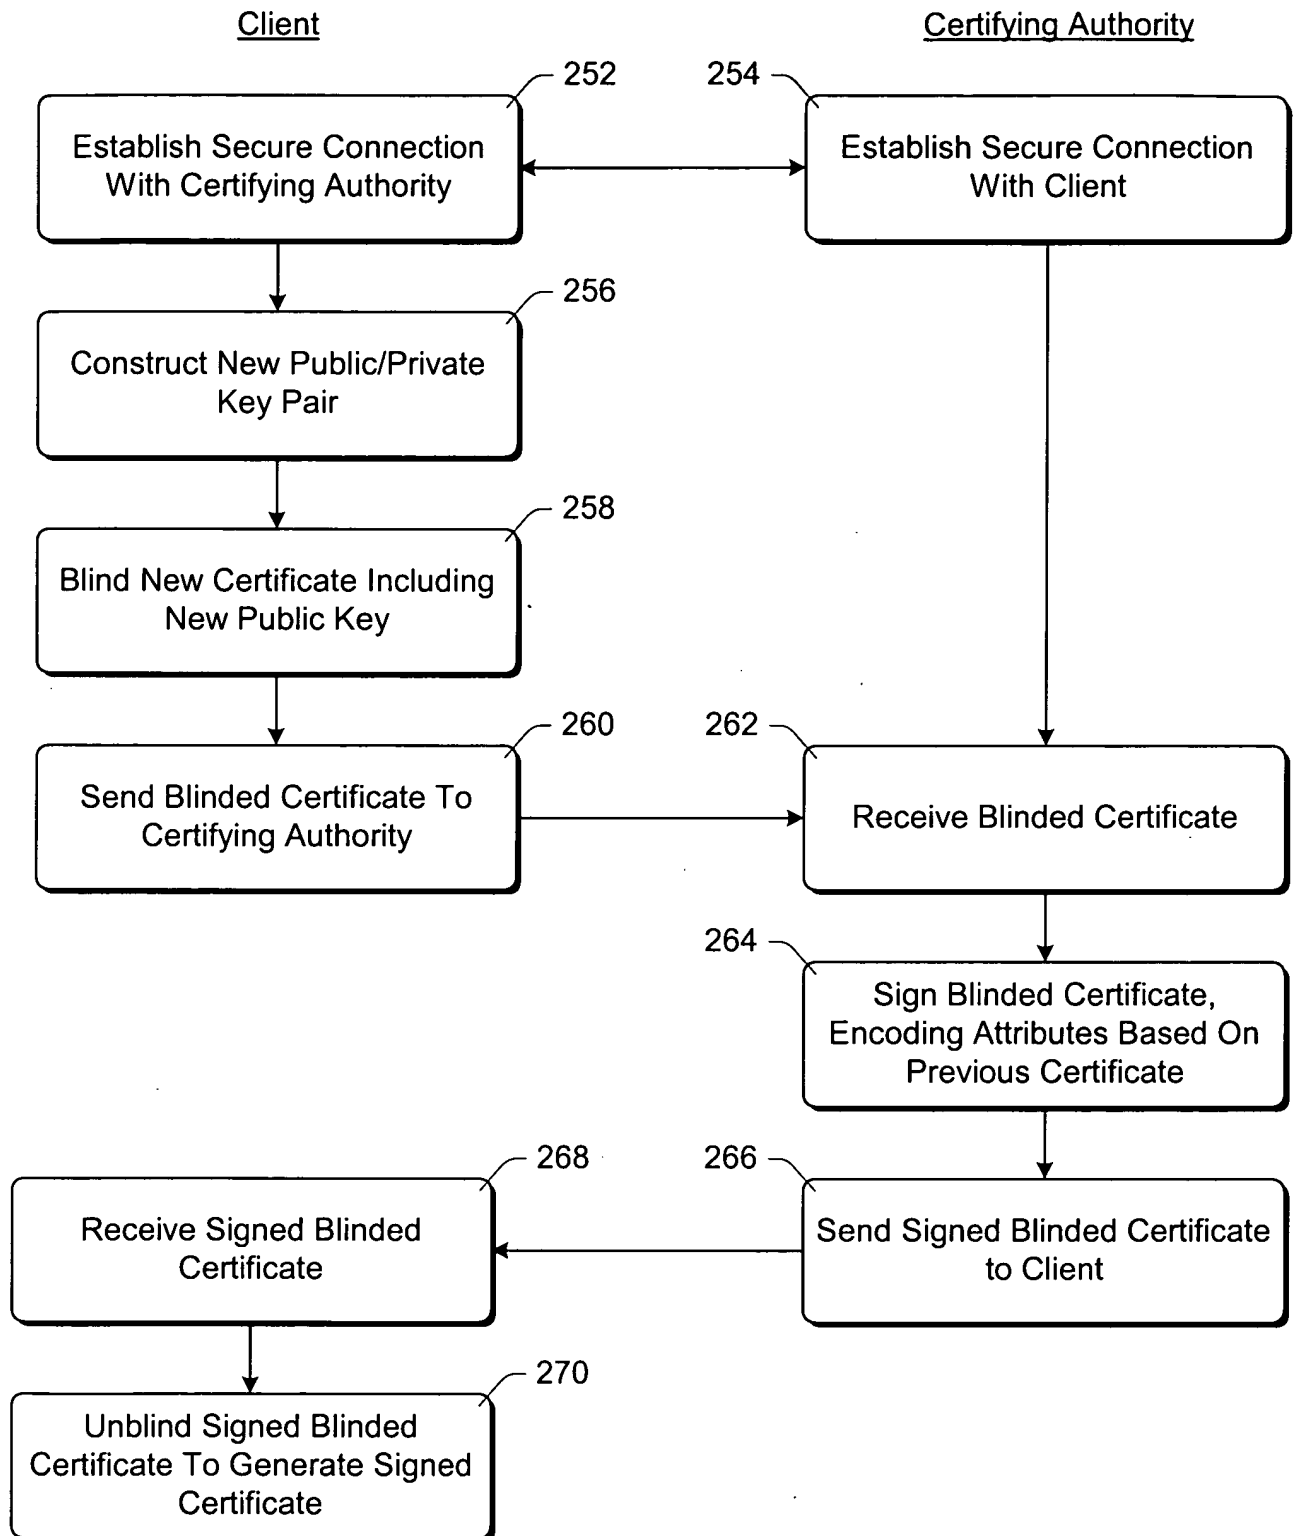 Client
Certifying Authority
252
254
Establish Secure Connection
With Certifying Authority
Establish Secure Connection
With Client
256
Construct New Public/Private
Key Pair
258
Blind New Certificate Including
New Public Key
260
262
Send Blinded Certificate To
Certifying Authority
Receive Blinded Certificate
264
Sign Blinded Certificate,
Encoding Attributes Based On
Previous Certificate
268
266
Receive Signed Blinded
Certificate
Send Signed Blinded Certificate
to Client
270
Unblind Signed Blinded
Certificate To Generate Signed
Certificate